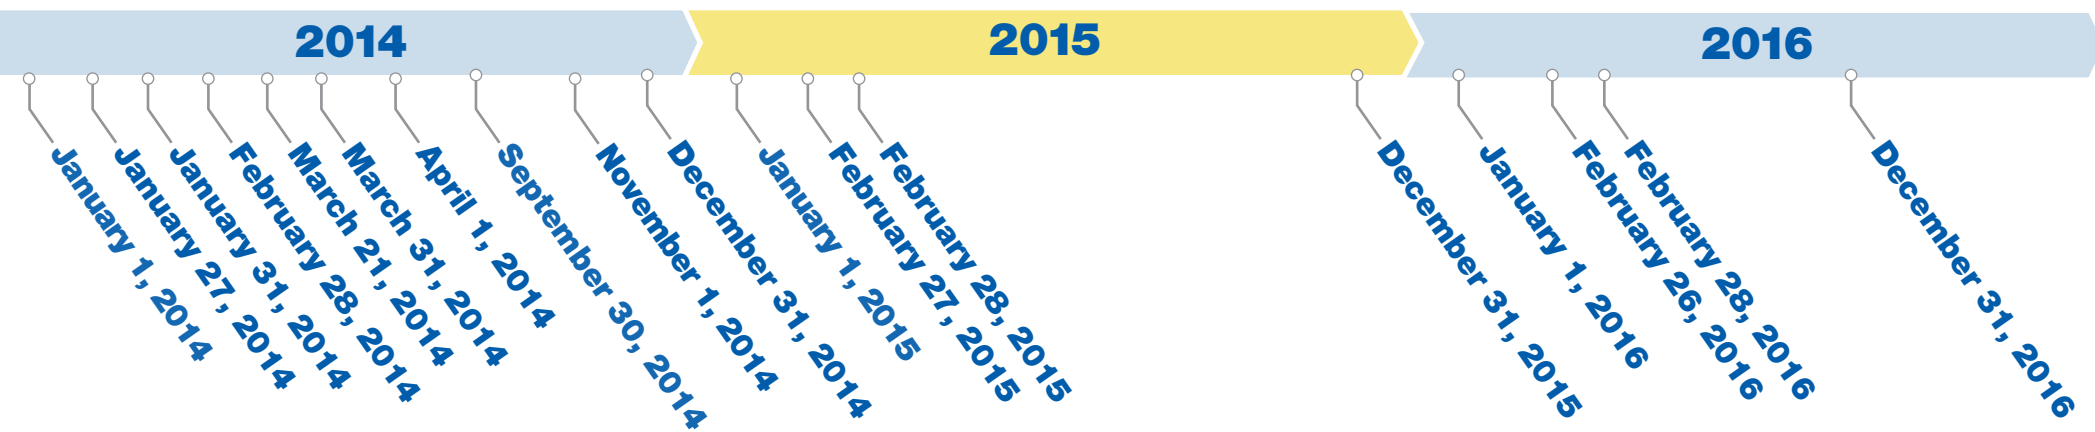 2014
2015
2016
January 1, 2014
January 27, 2014
January 31, 2014
February 28, 2014
March 21, 2014
March 31, 2014
April 1, 2014
September 30, 2014
November 1, 2014
December 31, 2014
January 1, 2015
February 27, 2015
February 28, 2015
December 31, 2015
January 1, 2016
February 26, 2016
February 28, 2016
December 31, 2016